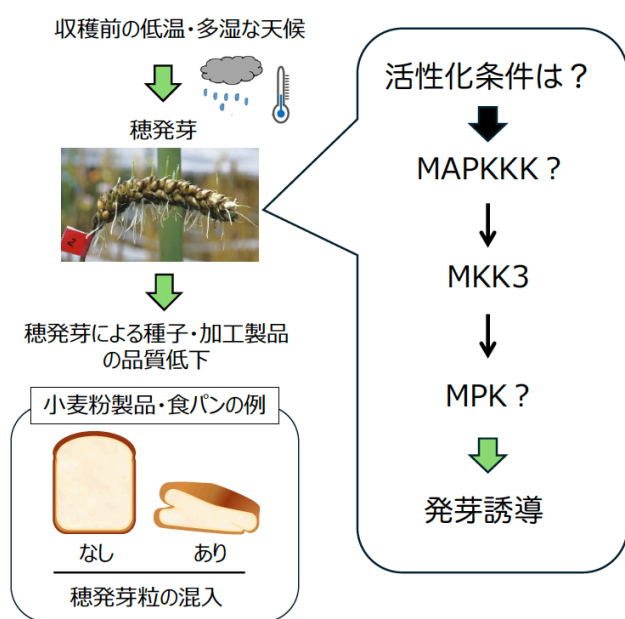 収穫前の低温・多湿な天候
穂発芽
2
穂発芽による種子・加工製品
の品質低下
小麦粉製品・食パンの例
なし
あり
穂発芽粒の混入
活性化条件は？
MAPKKK？
MKK3
MPK？
発芽誘導